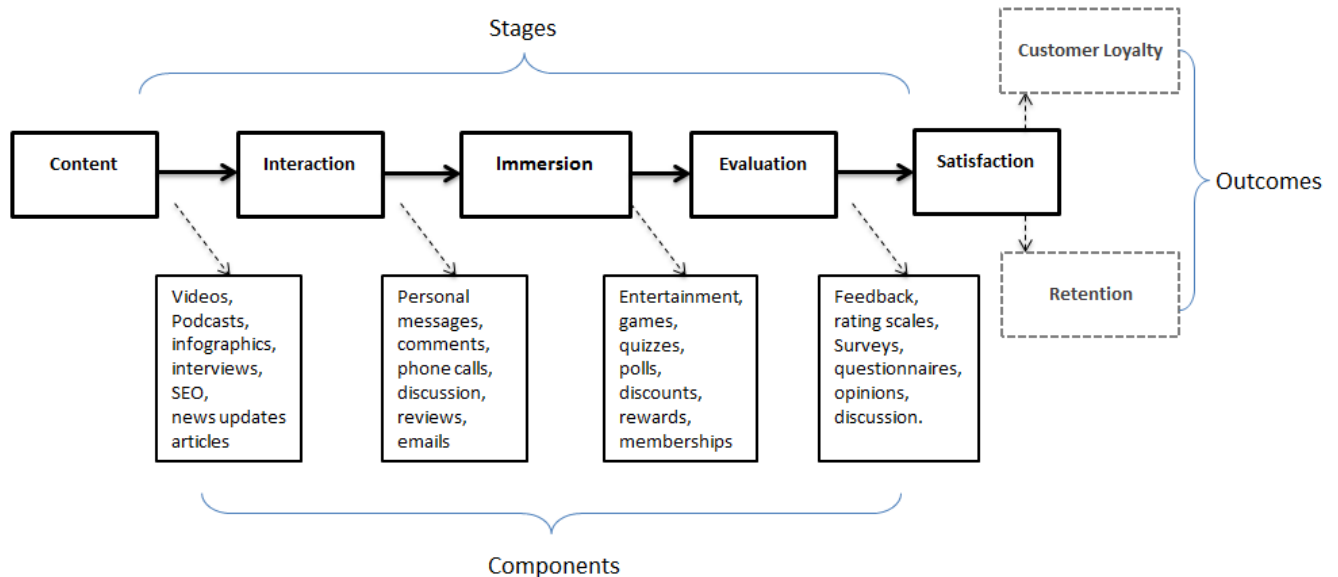 Stages
Customer Loyalty
Content
Interaction
Immersion
Evaluation
Satisfaction
Outcomes
Retention
Videos,
Podcasts,
infographics,
interviews,
SEO,
news updates
articles
Personal
messages,
comments,
phone calls,
discussion,
reviews,
emails
Entertainment,
games,
quizzes,
polls,
discounts,
rewards,
memberships
Feedback,
rating scales,
Surveys,
questionnaires,
opinions,
discussion.
Components